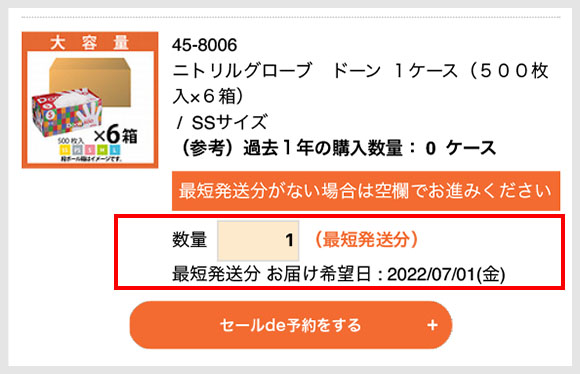 大容量
500枚入 ×6箱
SS PS S M L
段ボール箱はイメージです。
45-8006
ニトリルグローブ　ドーン １ケース（５００枚
入×６箱）
/ SSサイズ
（参考）過去１年の購入数量： 0 ケース
最短発送分がない場合は空欄でお進みください
数量 1 （最短発送分）
最短発送分 お届け希望日 : 2022/07/01(金)
セールde予約をする +